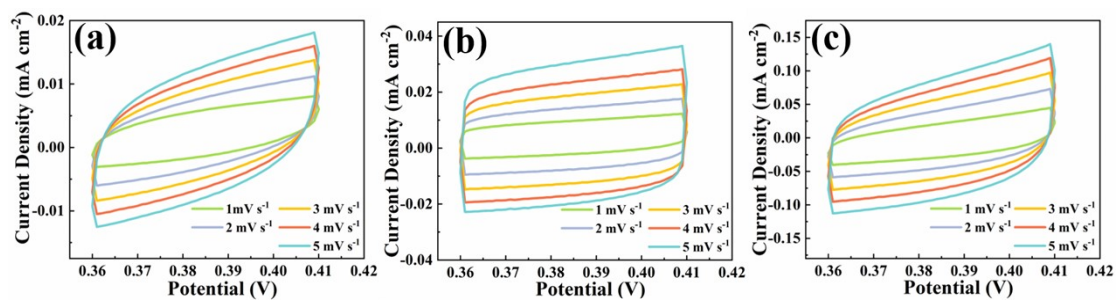 (a)
Current Density (mA cm⁻²)
0.02
0.01
0.00
-0.01
0.36 0.37 0.38 0.39 0.40 0.41 0.42
Potential (V)
1mV s⁻¹ 3 mV s⁻¹
2 mV s⁻¹ 4 mV s⁻¹
5 mV s⁻¹
(b)
Current Density (mA cm⁻²)
0.04
0.02
0.00
-0.02
-0.04
0.36 0.37 0.38 0.39 0.40 0.41 0.42
Potential (V)
1 mV s⁻¹ 3 mV s⁻¹
2 mV s⁻¹ 4 mV s⁻¹
5 mV s⁻¹
(c)
Current Density (mA cm⁻²)
0.15
0.10
0.05
0.00
-0.05
-0.10
-0.15
0.36 0.37 0.38 0.39 0.40 0.41 0.42
Potential (V)
1 mV s⁻¹ 3 mV s⁻¹
2 mV s⁻¹ 4 mV s⁻¹
5 mV s⁻¹